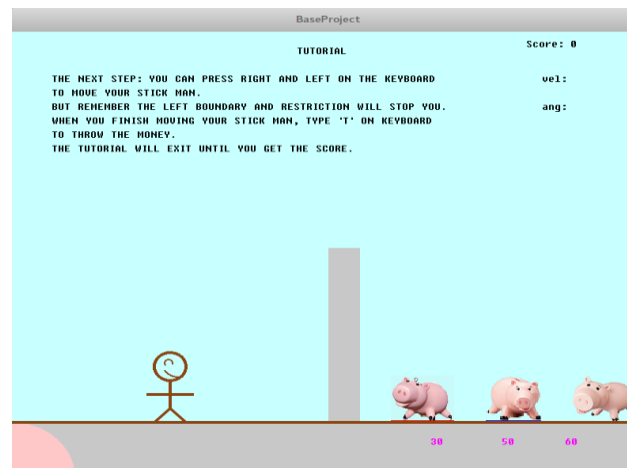 BaseProject
TUTORIAL
Score: 0
THE NEXT STEP: YOU CAN PRESS RIGHT AND LEFT ON THE KEYBOARD
vel:
TO MOVE YOUR STICK MAN.
BUT REMEMBER THE LEFT BOUNDARY AND RESTRICTION WILL STOP YOU.
ang:
WHEN YOU FINISH MOVING YOUR STICK MAN, TYPE 'T' ON KEYBOARD
TO THROW THE MONEY.
THE TUTORIAL WILL EXIT UNTIL YOU GET THE SCORE.
30 50 60